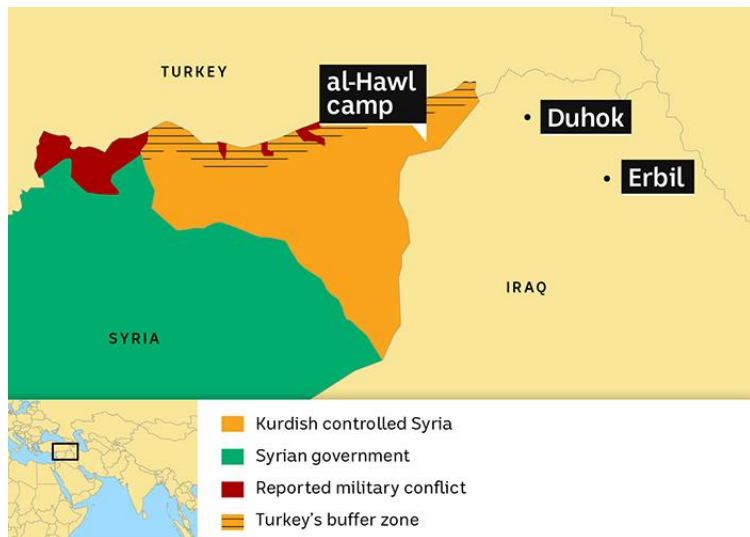 TURKEY
al-Hawl
camp
Duhok
Erbil
IRAQ
SYRIA
Kurdish controlled Syria
Syrian government
Reported military conflict
Turkey's buffer zone